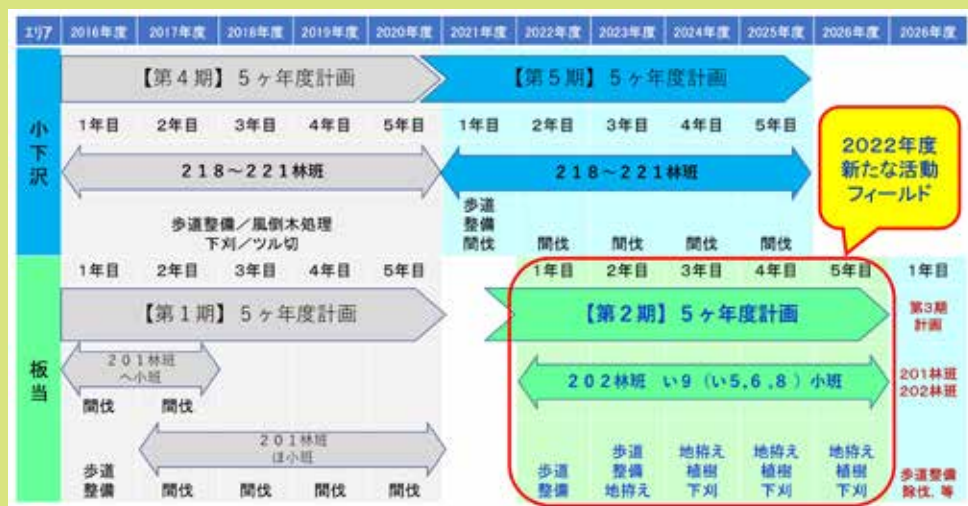 エリア 2016年度 2017年度 2018年度 2019年度 2020年度 2021年度 2022年度 2023年度 2024年度 2025年度 2026年度 2026年度
小下沢
【第4期】5ヶ年度計画
【第5期】5ヶ年度計画
1年目 2年目 3年目 4年目 5年目 1年目 2年目 3年目 4年目 5年目
218～221林班
218～221林班
歩道整備／風倒木処理
下刈／ツル切
歩道
整備
間伐 間伐 間伐 間伐 間伐
2022年度
新たな活動
フィールド
板当
1年目 2年目 3年目 4年目 5年目 1年目 2年目 3年目 4年目 5年目 1年目
【第1期】5ヶ年度計画
【第2期】5ヶ年度計画
第3期
計画
201林班
へ小班
間伐 間伐
202林班 い9（い5,6,8）小班
201林班
202林班
201林班
ほ小班
歩道
整備
間伐 間伐 間伐 間伐
歩道
整備
歩道
整備
地拵え
地拵え
植樹
下刈
地拵え
植樹
下刈
地拵え
植樹
下刈
歩道整備
除伐, 等